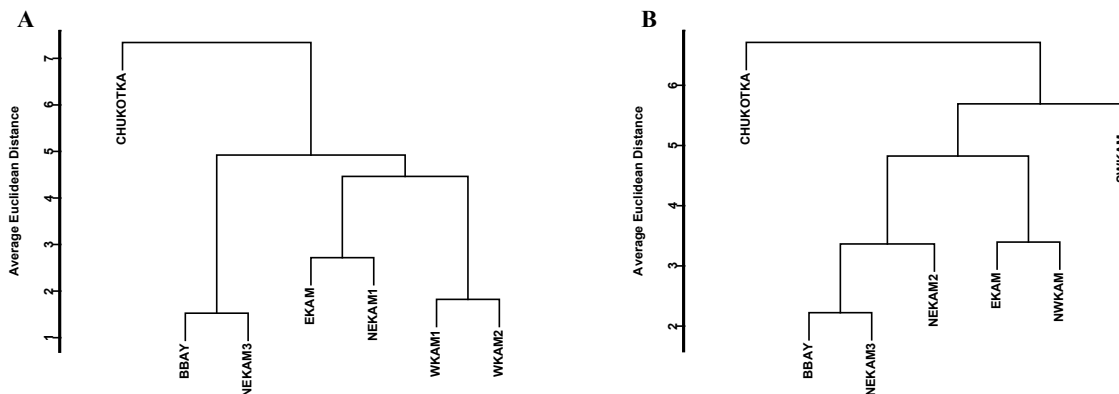 A
Average Euclidean Distance
7
6
5
4
3
2
1
CHUKOTKA
BBAY
NEKAM3
EKAM
NEKAM1
WKAM1
WKAM2
B
Average Euclidean Distance
6
5
4
3
2
CHUKOTKA
BBAY
NEKAM3
NEKAM2
EKAM
NWKAM